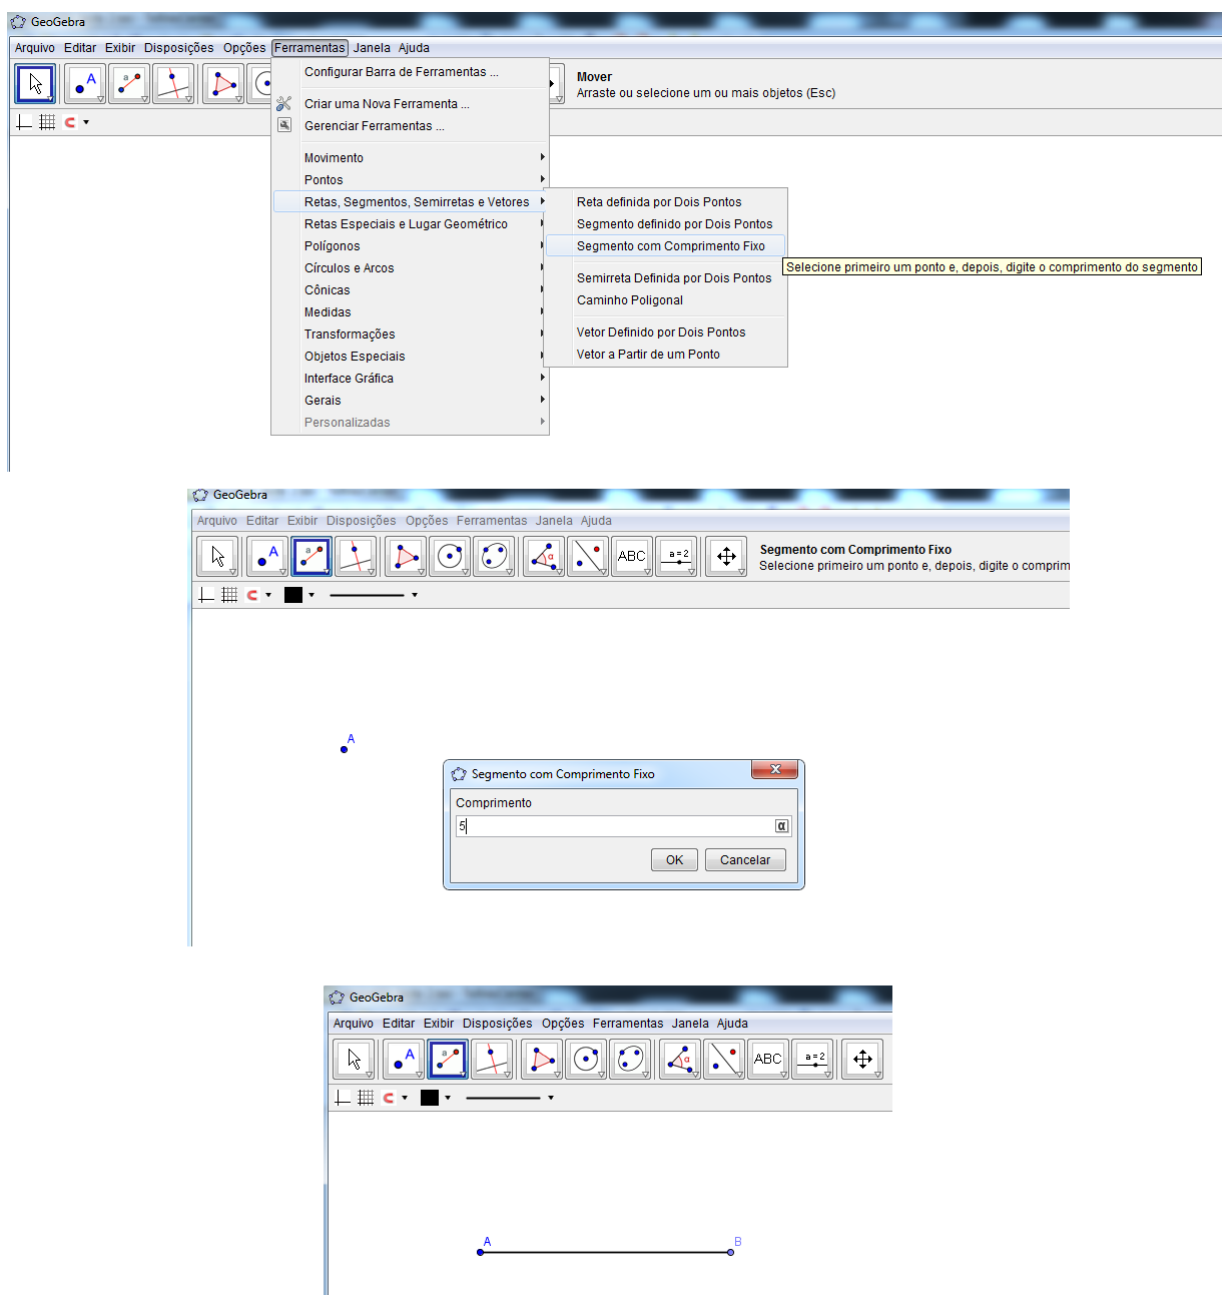 GeoGebra
Arquivo Editar Exibir Disposições Opções Ferramentas Janela Ajuda
A
Mover
Arraste ou selecione um ou mais objetos (Esc)
Configurar Barra de Ferramentas ...
Criar uma Nova Ferramenta ...
Gerenciar Ferramentas ...
Movimento
Pontos
Retas, Segmentos, Semirretas e Vetores
Retas Especiais e Lugar Geométrico
Polígonos
Círculos e Arcos
Cônicas
Medidas
Transformações
Objetos Especiais
Interface Gráfica
Gerais
Personalizadas
Reta definida por Dois Pontos
Segmento definido por Dois Pontos
Segmento com Comprimento Fixo
Semirreta Definida por Dois Pontos
Caminho Poligonal
Vetor Definido por Dois Pontos
Vetor a Partir de um Ponto
Selecione primeiro um ponto e, depois, digite o comprimento do segmento
GeoGebra
Arquivo Editar Exibir Disposições Opções Ferramentas Janela Ajuda
A a α ABC a=2
Segmento com Comprimento Fixo
Selecione primeiro um ponto e, depois, digite o comprim
A
Segmento com Comprimento Fixo
Comprimento
5
α
OK Cancelar
GeoGebra
Arquivo Editar Exibir Disposições Opções Ferramentas Janela Ajuda
A a α ABC a=2
A B